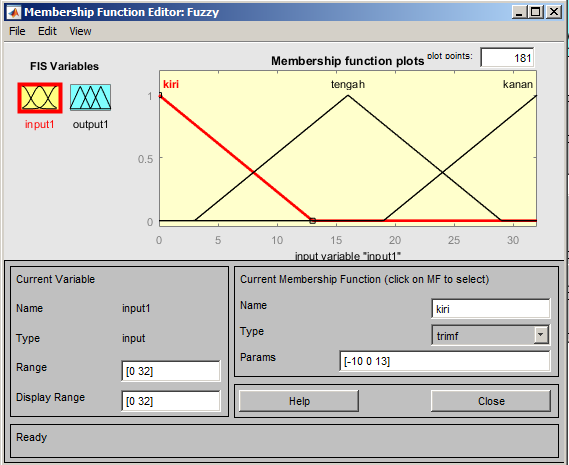 Membership Function Editor: Fuzzy
File Edit View
FIS Variables
input1 output1
Membership function plots plot points: 181
kiri tengah kanan
1
0.5
0
0 5 10 15 20 25 30
input variable "input1"
Current Variable
Name input1
Type input
Range [0 32]
Display Range [0 32]
Current Membership Function (click on MF to select)
Name kiri
Type trimf
Params [-10 0 13]
Help Close
Ready